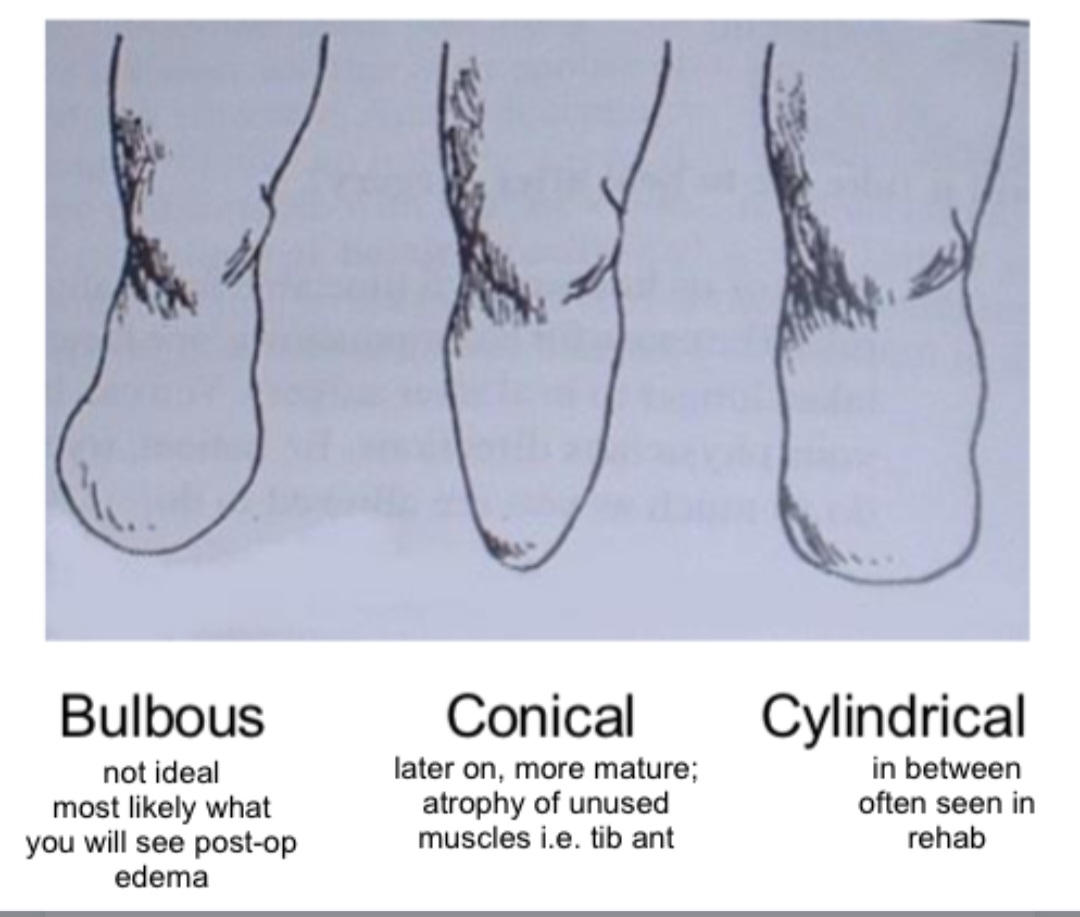 Bulbous
not ideal
most likely what
you will see post-op
edema
Conical
later on, more mature;
atrophy of unused
muscles i.e. tib ant
Cylindrical
in between
often seen in
rehab